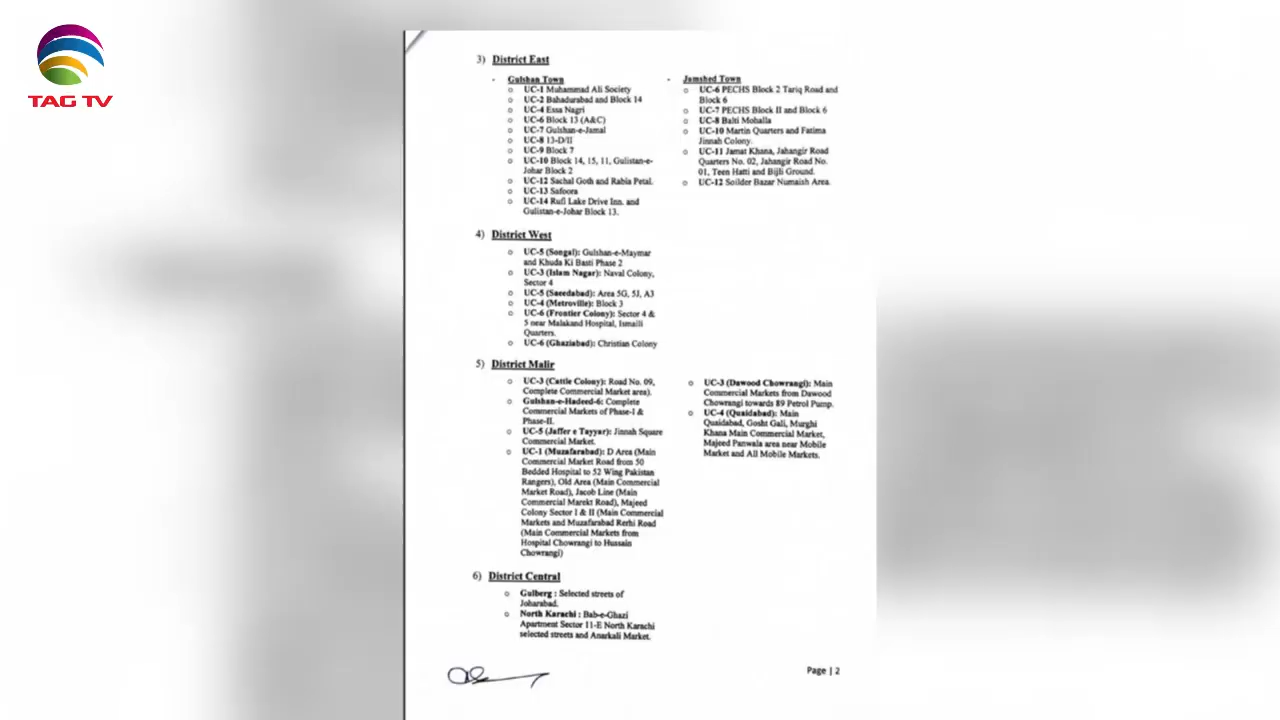 TAG TV
3) District East
- Gulshan Town
o UC-1 Muhammad Ali Society
o UC-2 Bahadurabad and Block 14
o UC-4 Essa Nagri
o UC-6 Block 13 (A&C)
o UC-7 Gulshan-e-Jamal
o UC-8 13-D/II
o UC-9 Block 7
o UC-10 Block 14, 15, 11, Gulistan-e-
Johar Block 2
o UC-12 Sachal Goth and Rabia Petal.
o UC-13 Safoora
o UC-14 Rufi Lake Drive Inn. and
Gulistan-e-Johar Block 13.
- Jamshed Town
o UC-6 PECHS Block 2 Tariq Road and
Block 6
o UC-7 PECHS Block II and Block 6
o UC-8 Balti Mohalla
o UC-10 Martin Quarters and Fatima
Jinnah Colony.
o UC-11 Jamat Khana, Jahangir Road
Quarters No. 02, Jahangir Road No.
01, Teen Hatti and Bijli Ground.
o UC-12 Soilder Bazar Numaish Area.
4) District West
o UC-5 (Songal): Gulshan-e-Maymar
and Khuda Ki Basti Phase 2
o UC-3 (Islam Nagar): Naval Colony,
Sector 4
o UC-5 (Saeedabad): Area 5G, 5J, A3
o UC-4 (Metroville): Block 3
o UC-6 (Frontier Colony): Sector 4 &
5 near Malakand Hospital, Ismaili
Quarters.
o UC-6 (Ghaziabad): Christian Colony
5) District Malir
o UC-3 (Cattle Colony): Road No. 09,
Complete Commercial Market area).
o Gulshan-e-Hadeed-6: Complete
Commercial Markets of Phase-I &
Phase-II.
o UC-5 (Jaffer e Tayyar): Jinnah Square
Commercial Market.
o UC-1 (Muzafarabad): D Area (Main
Commercial Market Road from 50
Bedded Hospital to 52 Wing Pakistan
Rangers), Old Area (Main Commercial
Market Road), Jacob Line (Main
Commercial Marekt Road), Majeed
Colony Sector I & II (Main Commercial
Markets and Muzafarabad Rerhi Road
(Main Commercial Markets from
Hospital Chowrangi to Hussain
Chowrangi)
o UC-3 (Dawood Chowrangi): Main
Commercial Markets from Dawood
Chowrangi towards 89 Petrol Pump.
o UC-4 (Quaidabad): Main
Quaidabad, Gosht Gali, Murghi
Khana Main Commercial Market,
Majeed Panwala area near Mobile
Market and All Mobile Markets.
6) District Central
o Gulberg : Selected streets of
Joharabad.
o North Karachi : Bab-e-Ghazi
Apartment Sector 11-E North Karachi
selected streets and Anarkali Market.
Page | 2